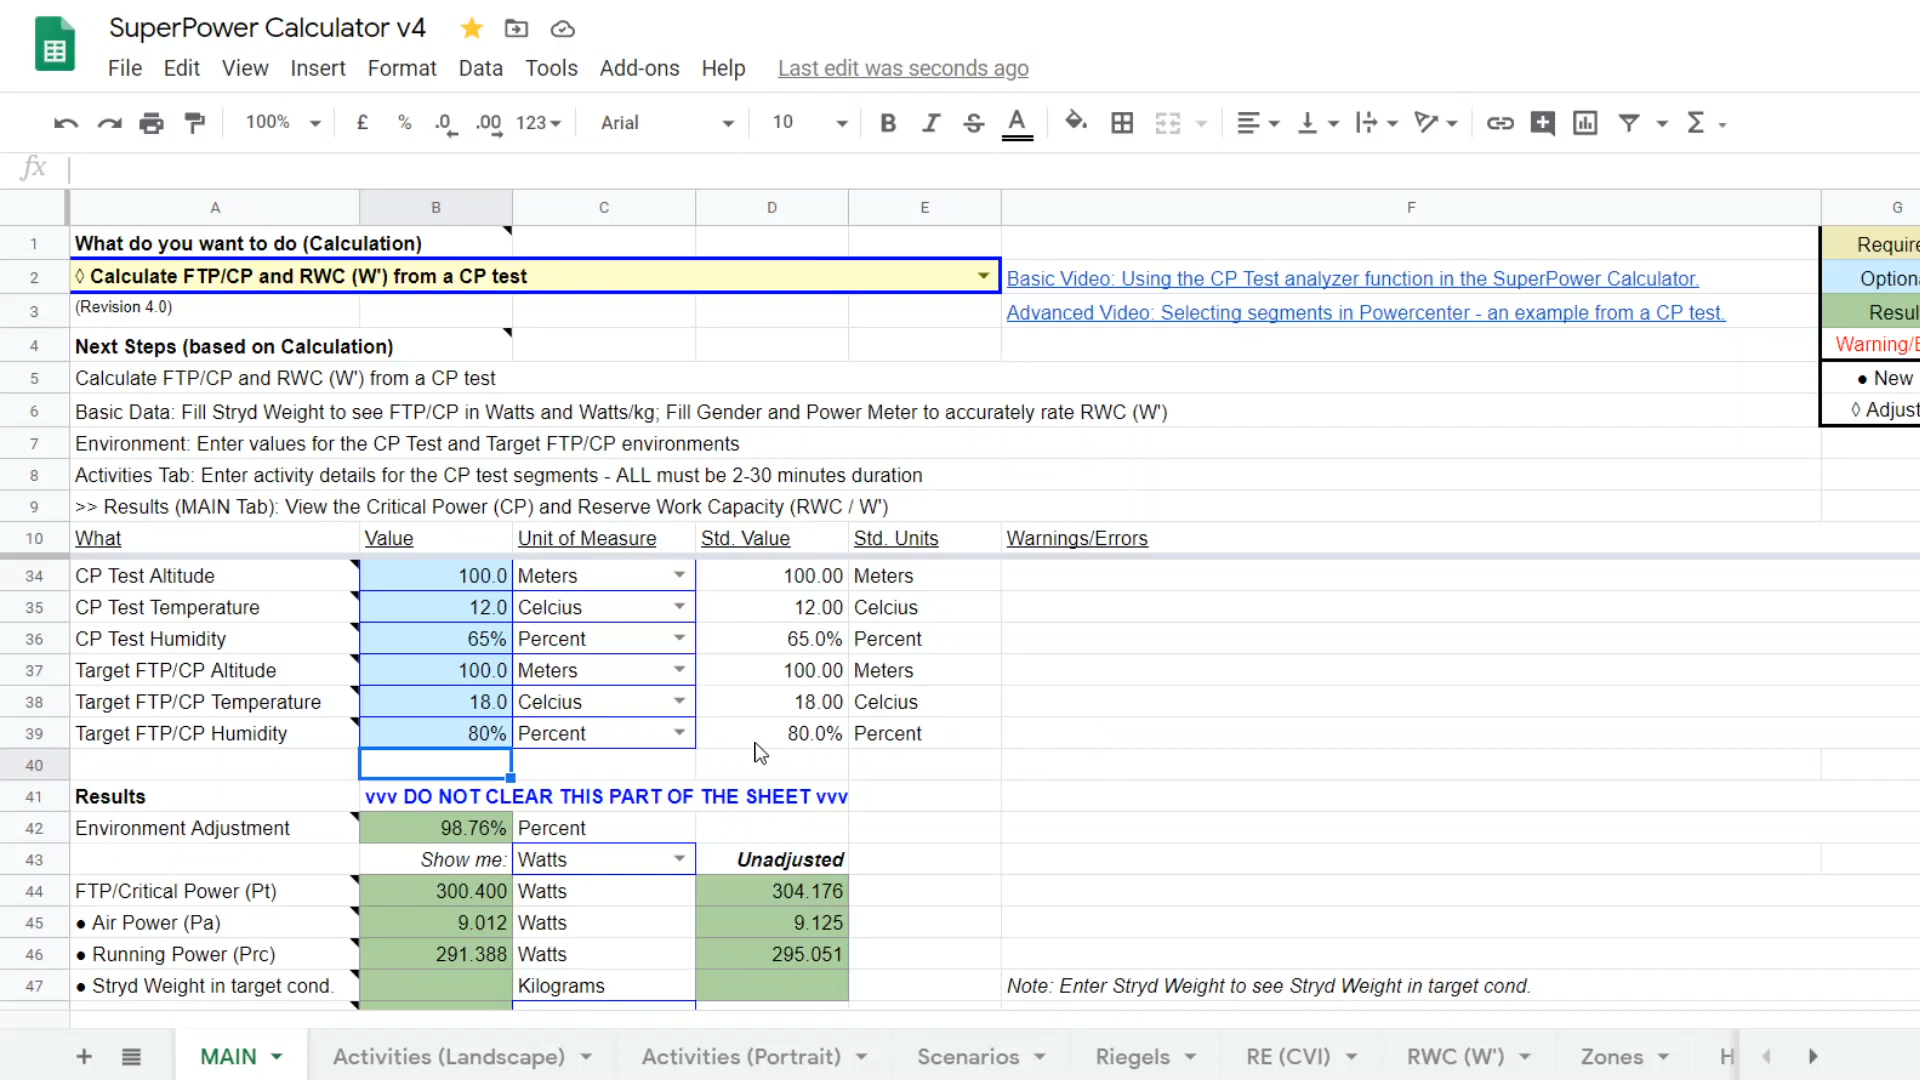 SuperPower Calculator v4
File Edit View Insert Format Data Tools Add-ons Help Last edit was seconds ago
100% £ % .0 .00 123 Arial 10 B I S A Σ
fx
A B C D E F G
1 What do you want to do (Calculation)
2 ◊ Calculate FTP/CP and RWC (W') from a CP test Basic Video: Using the CP Test analyzer function in the SuperPower Calculator.
3 (Revision 4.0) Advanced Video: Selecting segments in Powercenter - an example from a CP test.
Require
Optiona
Resul
Warning/E
● New
◊ Adjust
4 Next Steps (based on Calculation)
5 Calculate FTP/CP and RWC (W') from a CP test
6 Basic Data: Fill Stryd Weight to see FTP/CP in Watts and Watts/kg; Fill Gender and Power Meter to accurately rate RWC (W')
7 Environment: Enter values for the CP Test and Target FTP/CP environments
8 Activities Tab: Enter activity details for the CP test segments - ALL must be 2-30 minutes duration
9 >> Results (MAIN Tab): View the Critical Power (CP) and Reserve Work Capacity (RWC / W')
10 What Value Unit of Measure Std. Value Std. Units Warnings/Errors
34 CP Test Altitude 100.0 Meters 100.00 Meters
35 CP Test Temperature 12.0 Celcius 12.00 Celcius
36 CP Test Humidity 65% Percent 65.0% Percent
37 Target FTP/CP Altitude 100.0 Meters 100.00 Meters
38 Target FTP/CP Temperature 18.0 Celcius 18.00 Celcius
39 Target FTP/CP Humidity 80% Percent 80.0% Percent
40
41 Results vvv DO NOT CLEAR THIS PART OF THE SHEET vvv
42 Environment Adjustment 98.76% Percent
43 Show me: Watts Unadjusted
44 FTP/Critical Power (Pt) 300.400 Watts 304.176
45 ● Air Power (Pa) 9.012 Watts 9.125
46 ● Running Power (Prc) 291.388 Watts 295.051
47 ● Stryd Weight in target cond. Kilograms Note: Enter Stryd Weight to see Stryd Weight in target cond.
MAIN Activities (Landscape) Activities (Portrait) Scenarios Riegels RE (CVI) RWC (W') Zones H